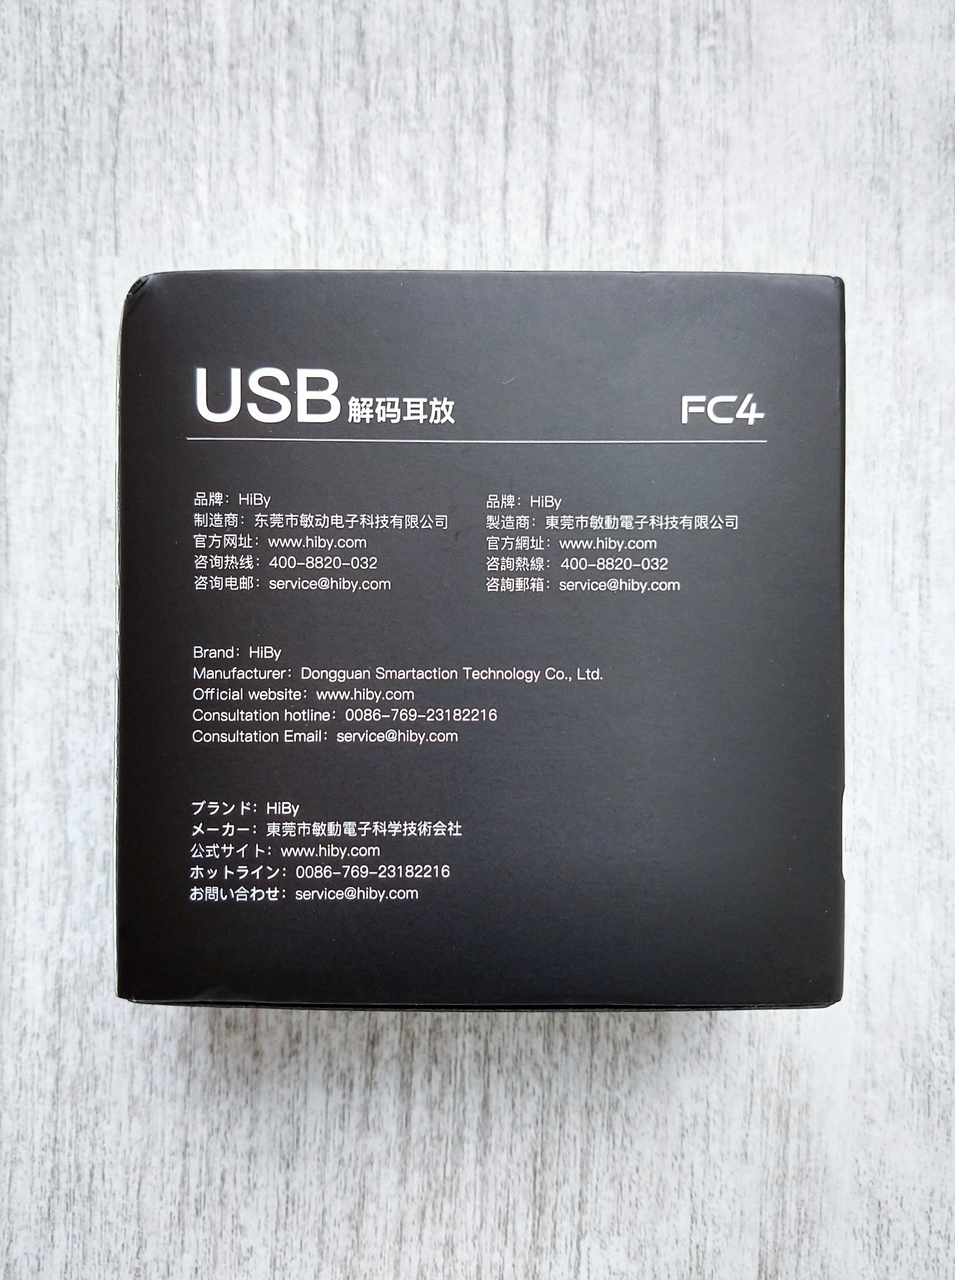 USB解码耳放
FC4
品牌：HiBy
制造商：东莞市敏动电子科技有限公司
官方网址：www.hiby.com
咨询热线：400-8820-032
咨询电邮：service@hiby.com
品牌：HiBy
製造商：東莞市敏動電子科技有限公司
官方網址：www.hiby.com
咨詢熱線：400-8820-032
咨詢郵箱：service@hiby.com
Brand：HiBy
Manufacturer：Dongguan Smartaction Technology Co., Ltd.
Official website：www.hiby.com
Consultation hotline：0086-769-23182216
Consultation Email：service@hiby.com
ブランド：HiBy
メーカー：東莞市敏動電子科学技術会社
公式サイト：www.hiby.com
ホットライン：0086-769-23182216
お問い合わせ：service@hiby.com